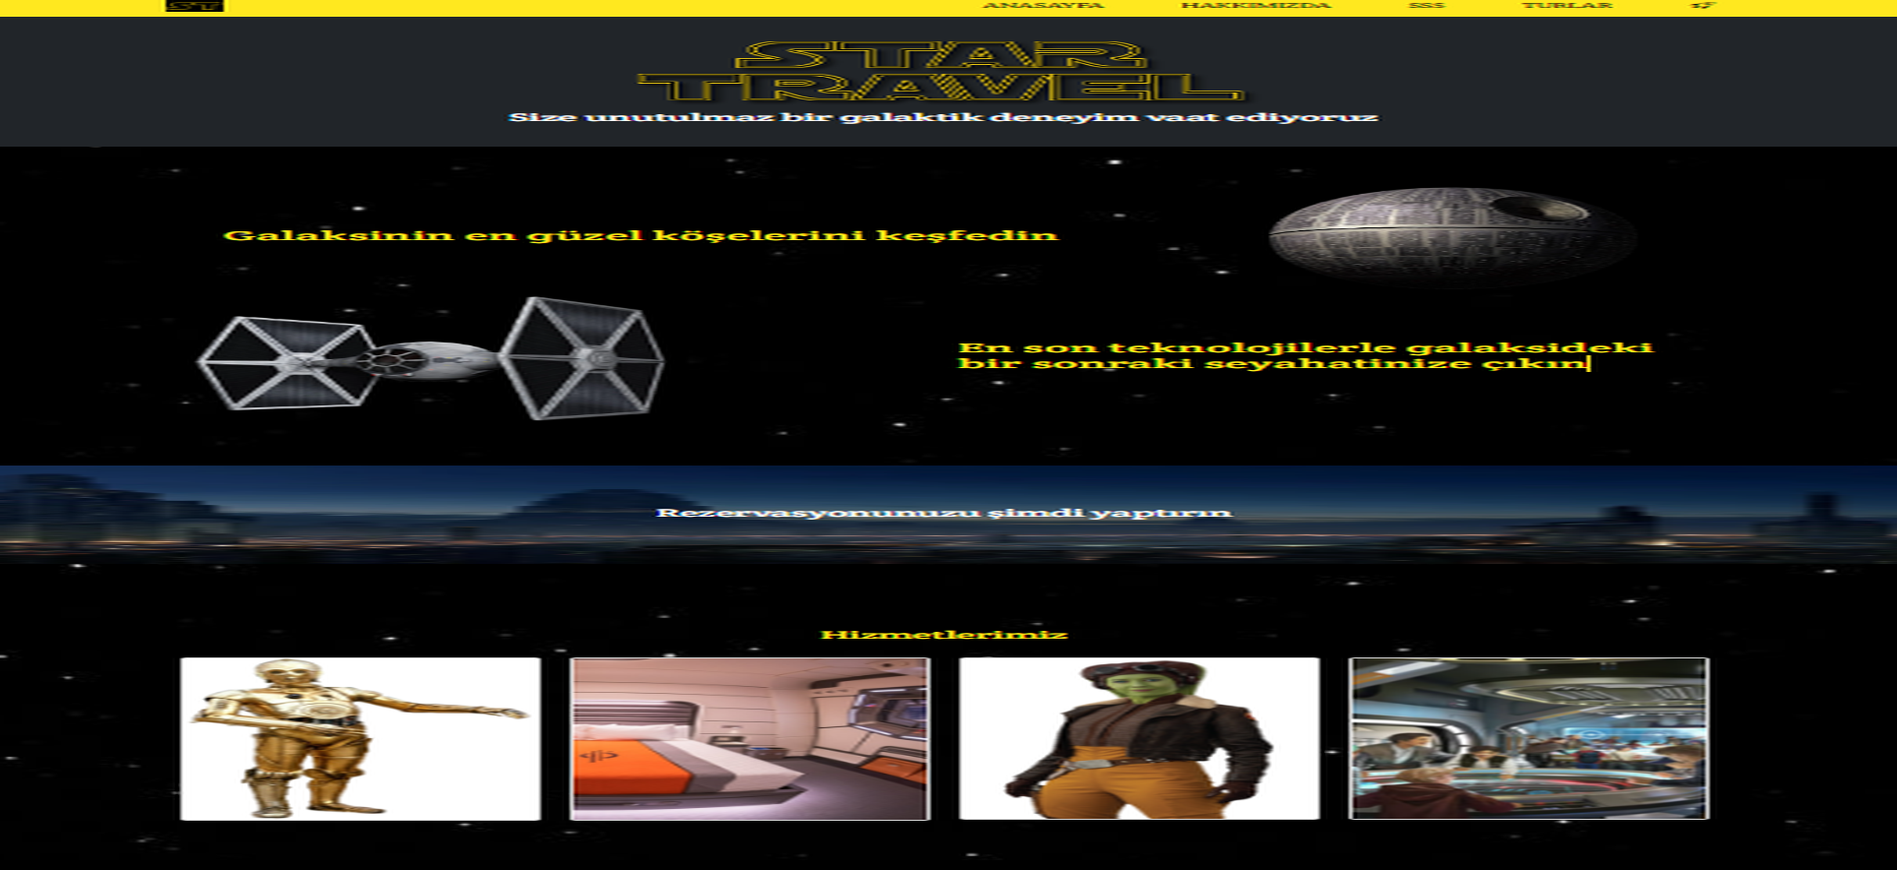 ST
ANASAYFA HAKKIMIZDA SSS TURLAR
STAR
TRAVEL
Size unutulmaz bir galaktik deneyim vaat ediyoruz
Galaksinin en güzel köşelerini keşfedin
En son teknolojilerle galaksideki
bir sonraki seyahatinize çıkın
Rezervasyonunuzu şimdi yaptırın
Hizmetlerimiz